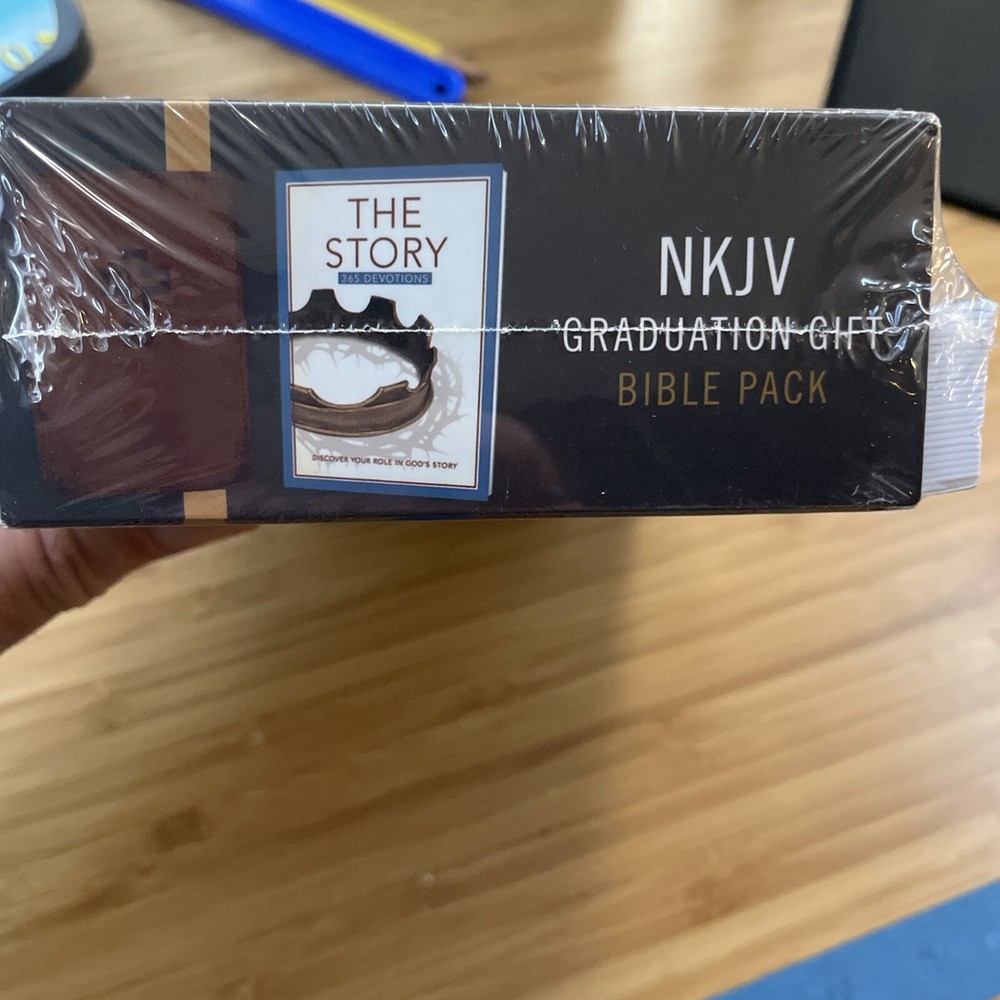 THE
STORY
365 DEVOTIONS
DISCOVER YOUR ROLE IN GOD'S STORY
NKJV
GRADUATION GIFT
BIBLE PACK